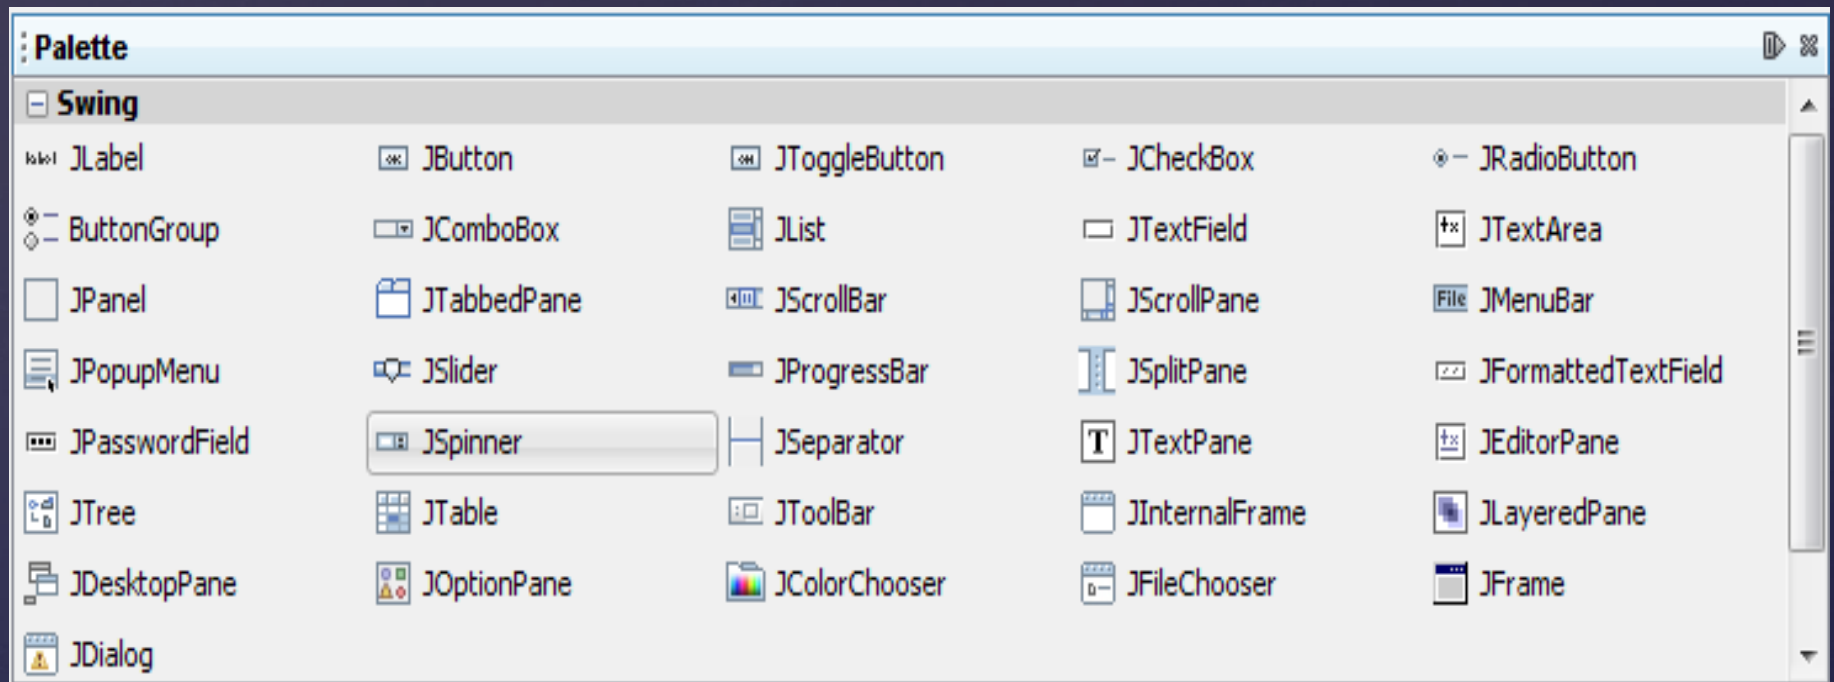 Palette
Swing
JLabel JButton JToggleButton JCheckBox JRadioButton
ButtonGroup JComboBox JList JTextField JTextArea
JPanel JTabbedPane JScrollBar JScrollPane File JMenuBar
JPopupMenu JSlider JProgressBar JSplitPane JFormattedTextField
JPasswordField JSpinner JSeparator T JTextPane JEditorPane
JTree JTable JToolBar JInternalFrame JLayeredPane
JDesktopPane JOptionPane JColorChooser JFileChooser JFrame
JDialog